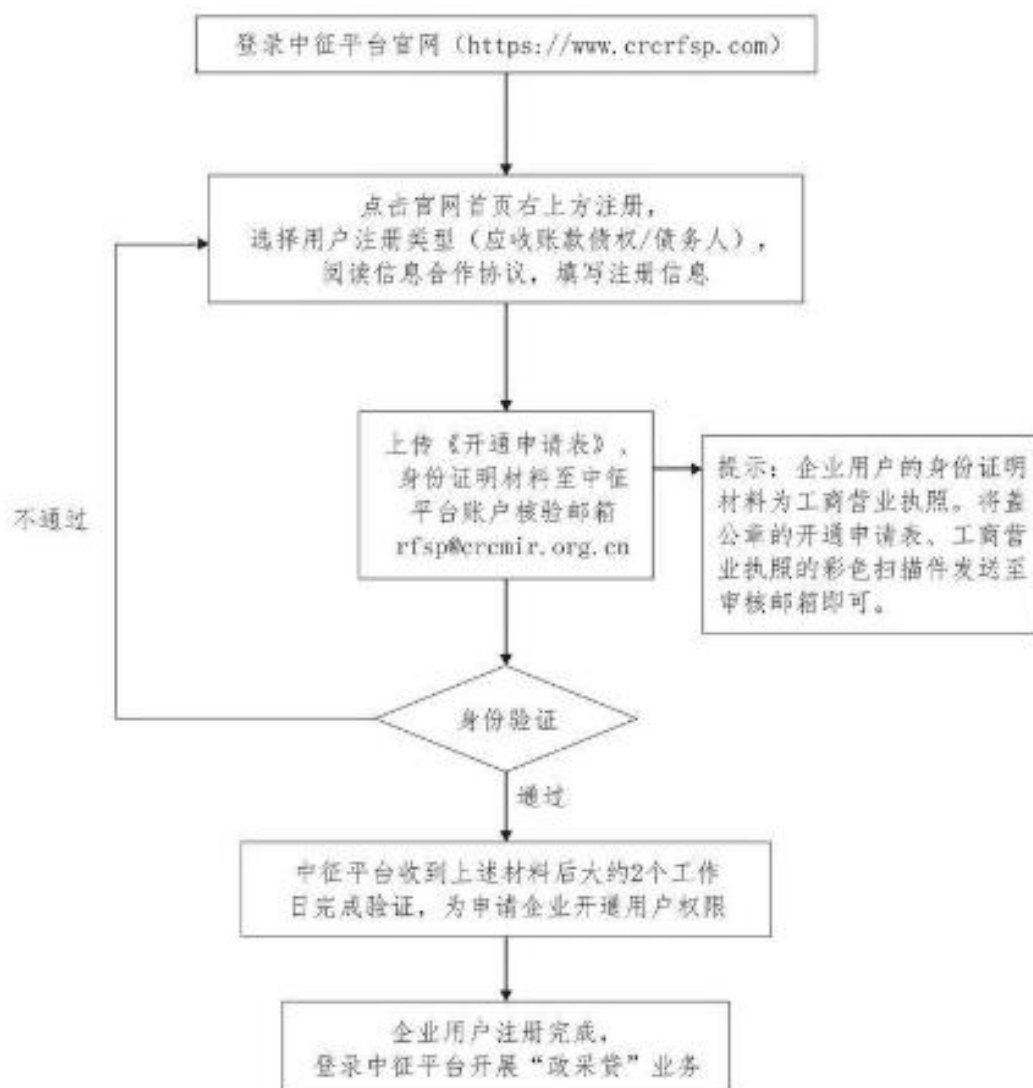 登录中征平台官网（https://www.crcrfsp.com）
点击官网首页右上方注册，
选择用户注册类型（应收账款债权/债务人），
阅读信息合作协议，填写注册信息
上传《开通申请表》、
身份证明材料至中征
平台账户核验邮箱
rfsp@crcmir.org.cn
提示：企业用户的身份证明
材料为工商营业执照。将盖
公章的开通申请表、工商营
业执照的彩色扫描件发送至
审核邮箱即可。
不通过
身份验证
通过
中征平台收到上述材料后大约2个工作
日完成验证，为申请企业开通用户权限
企业用户注册完成，
登录中征平台开展“政采贷”业务